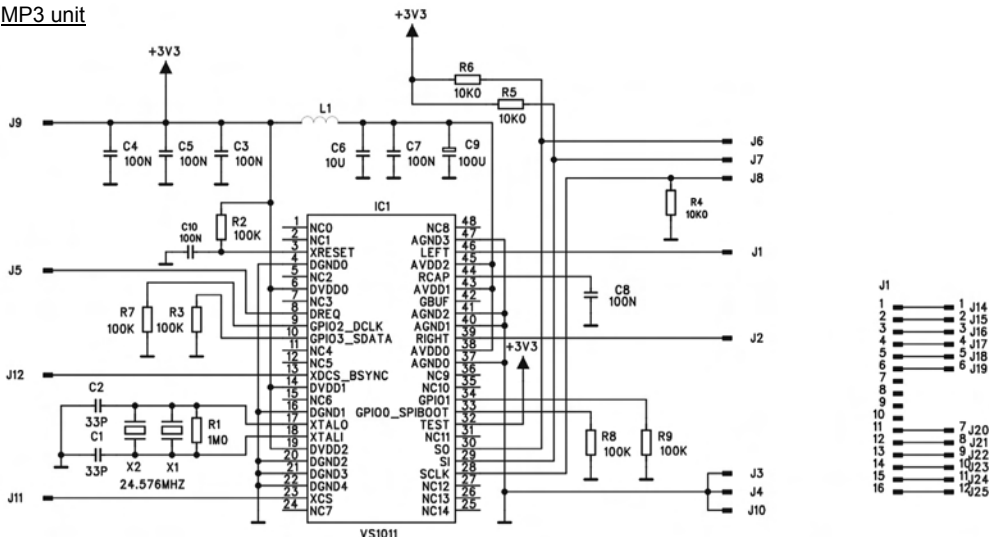 MP3 unit
+3V3
+3V3
R6
10K0
R5
10K0
L1
J9
J6
J7
J8
C4
100N
C5
100N
C3
100N
C6
10U
C7
100N
C9
100U
R4
10K0
IC1
C10
100N
R2
100K
1 NC0
2 NC1
3 XRESET
4 DGND0
5 NC2
6 DVDD0
7 NC3
8 DREQ
9 GPIO2_DCLK
10 GPIO3_SDATA
11 NC4
12 NC5
13 XDCS_BSYNC
14 DVDD1
15 NC6
16 DGND1
17 XTALO
18 XTALI
19 DVDD2
20 DGND2
21 DGND3
22 DGND4
23 XCS
24 NC7
NC8 48
AGND3 47
LEFT 46
AVDD2 45
RCAP 44
AVDD1 43
GBUF 42
AGND2 41
AGND1 40
RIGHT 39
AVDD0 38
AGND0 37
NC9 36
NC10 35
GPIO1 34
GPIO0_SPIBOOT 33
TEST 32
NC11 31
SO 30
SI 29
SCLK 28
NC12 27
NC13 26
NC14 25
VS1011
J5
R7
100K
R3
100K
J12
C2
33P
C1
33P
X2
X1
R1
1M0
24.576MHZ
J11
J1
C8
100N
J2
+3V3
R8
100K
R9
100K
J3
J4
J10
J1
1 1 J14
2 2 J15
3 3 J16
4 4 J17
5 5 J18
6 6 J19
7
8
9
10
11 7 J20
12 8 J21
13 9 J22
14 10 J23
15 11 J24
16 12 J25